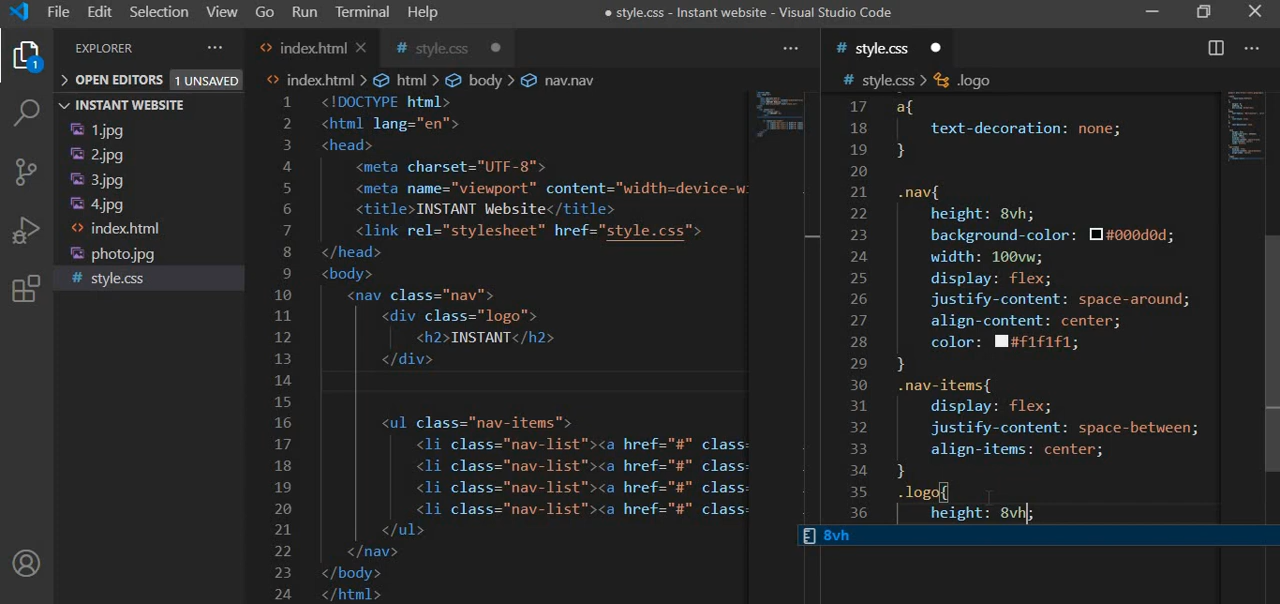 File Edit Selection View Go Run Terminal Help
● style.css - Instant website - Visual Studio Code
EXPLORER
OPEN EDITORS 1 UNSAVED
INSTANT WEBSITE
1.jpg
2.jpg
3.jpg
4.jpg
index.html
photo.jpg
style.css
1
index.html style.css
index.html > html > body > nav.nav
1 <!DOCTYPE html>
2 <html lang="en">
3 <head>
4 <meta charset="UTF-8">
5 <meta name="viewport" content="width=device-wi
6 <title>INSTANT Website</title>
7 <link rel="stylesheet" href="style.css">
8 </head>
9 <body>
10 <nav class="nav">
11 <div class="logo">
12 <h2>INSTANT</h2>
13 </div>
14
15
16 <ul class="nav-items">
17 <li class="nav-list"><a href="#" class=
18 <li class="nav-list"><a href="#" class=
19 <li class="nav-list"><a href="#" class=
20 <li class="nav-list"><a href="#" class=
21 </ul>
22 </nav>
23 </body>
24 </html>
style.css
style.css > .logo
17 a{
18 text-decoration: none;
19 }
20
21 .nav{
22 height: 8vh;
23 background-color: #000d0d;
24 width: 100vw;
25 display: flex;
26 justify-content: space-around;
27 align-content: center;
28 color: #f1f1f1;
29 }
30 .nav-items{
31 display: flex;
32 justify-content: space-between;
33 align-items: center;
34 }
35 .logo{
36 height: 8vh;
8vh